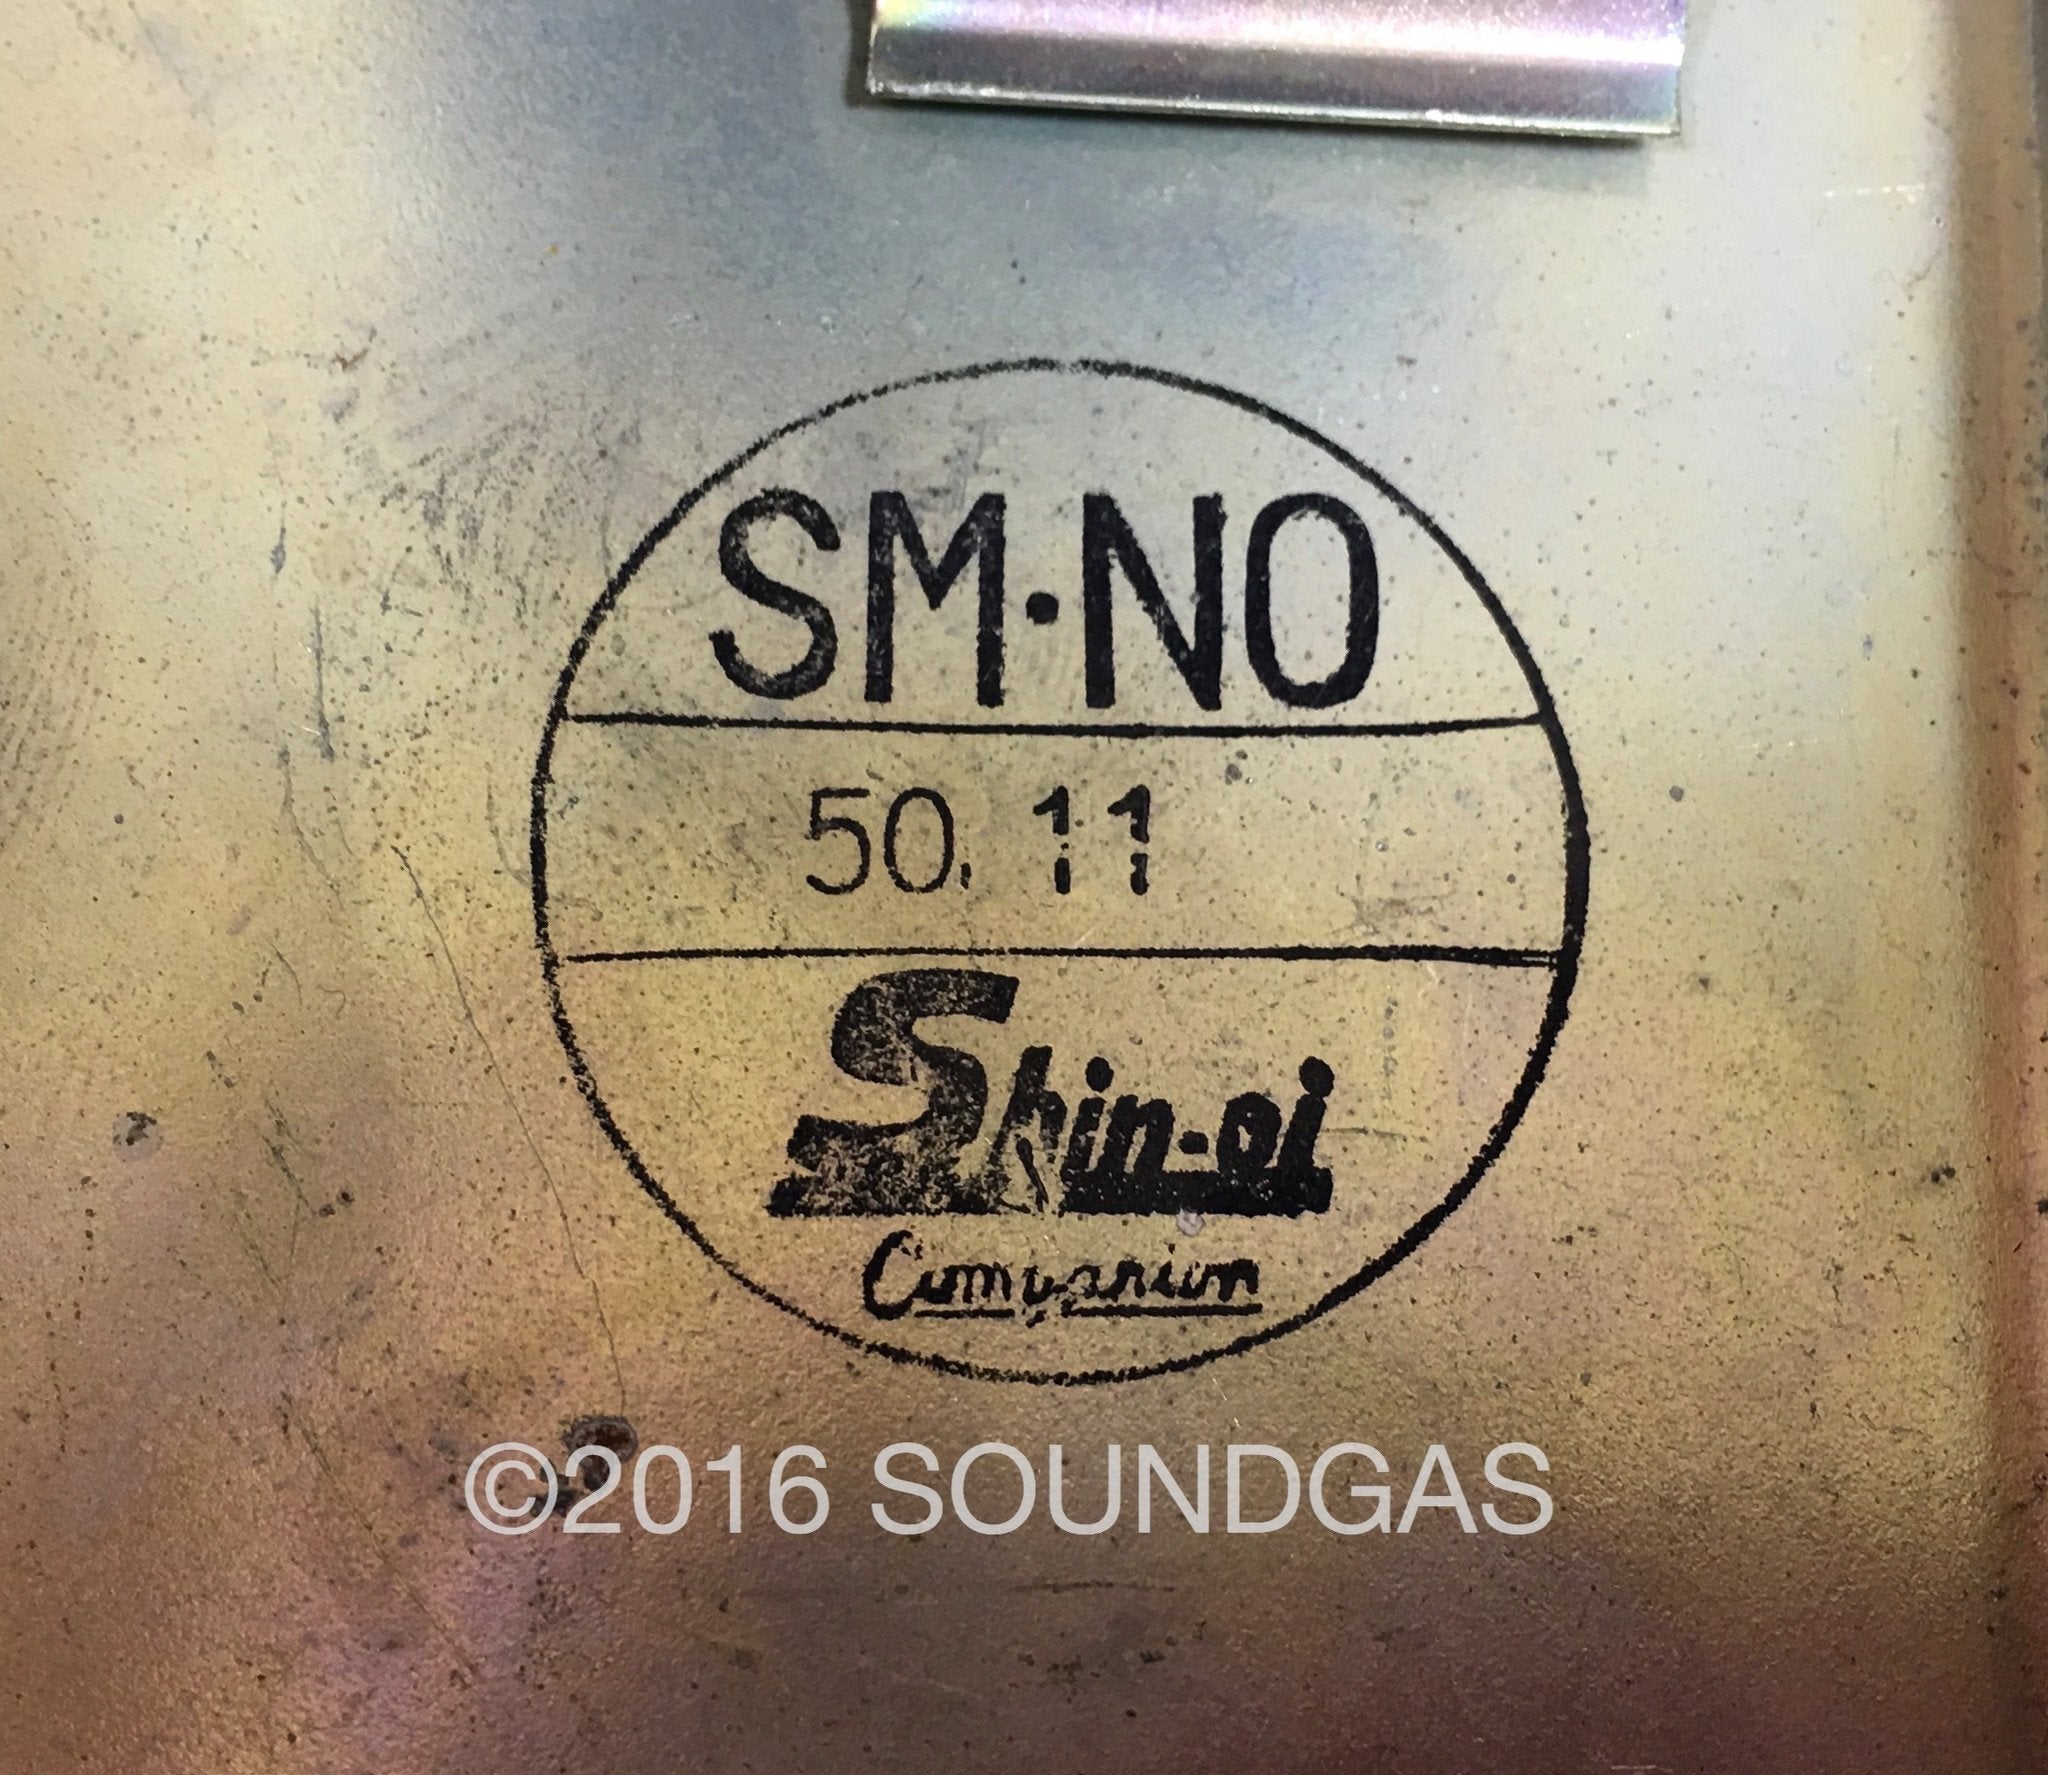 SM·NO
50. 11
Shin-ei
Companion
©2016 SOUNDGAS